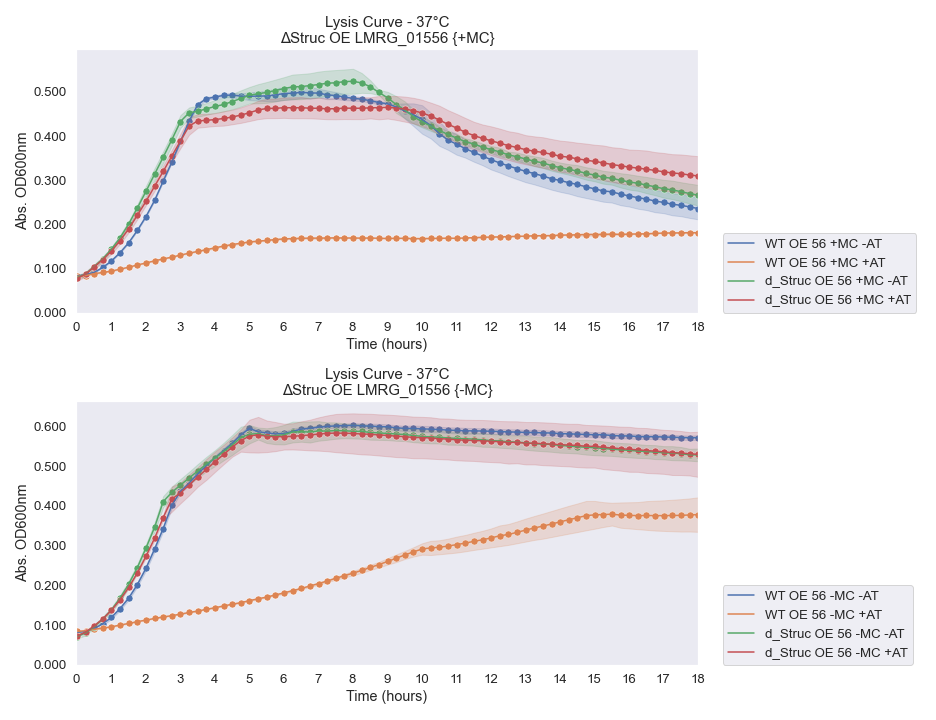 Lysis Curve - 37°C
ΔStruc OE LMRG_01556 {+MC}
Abs. OD600nm
0.500
0.400
0.300
0.200
0.100
0.000
0 1 2 3 4 5 6 7 8 9 10 11 12 13 14 15 16 17 18
Time (hours)
WT OE 56 +MC -AT
WT OE 56 +MC +AT
d_Struc OE 56 +MC -AT
d_Struc OE 56 +MC +AT
Lysis Curve - 37°C
ΔStruc OE LMRG_01556 {-MC}
Abs. OD600nm
0.600
0.500
0.400
0.300
0.200
0.100
0.000
0 1 2 3 4 5 6 7 8 9 10 11 12 13 14 15 16 17 18
Time (hours)
WT OE 56 -MC -AT
WT OE 56 -MC +AT
d_Struc OE 56 -MC -AT
d_Struc OE 56 -MC +AT